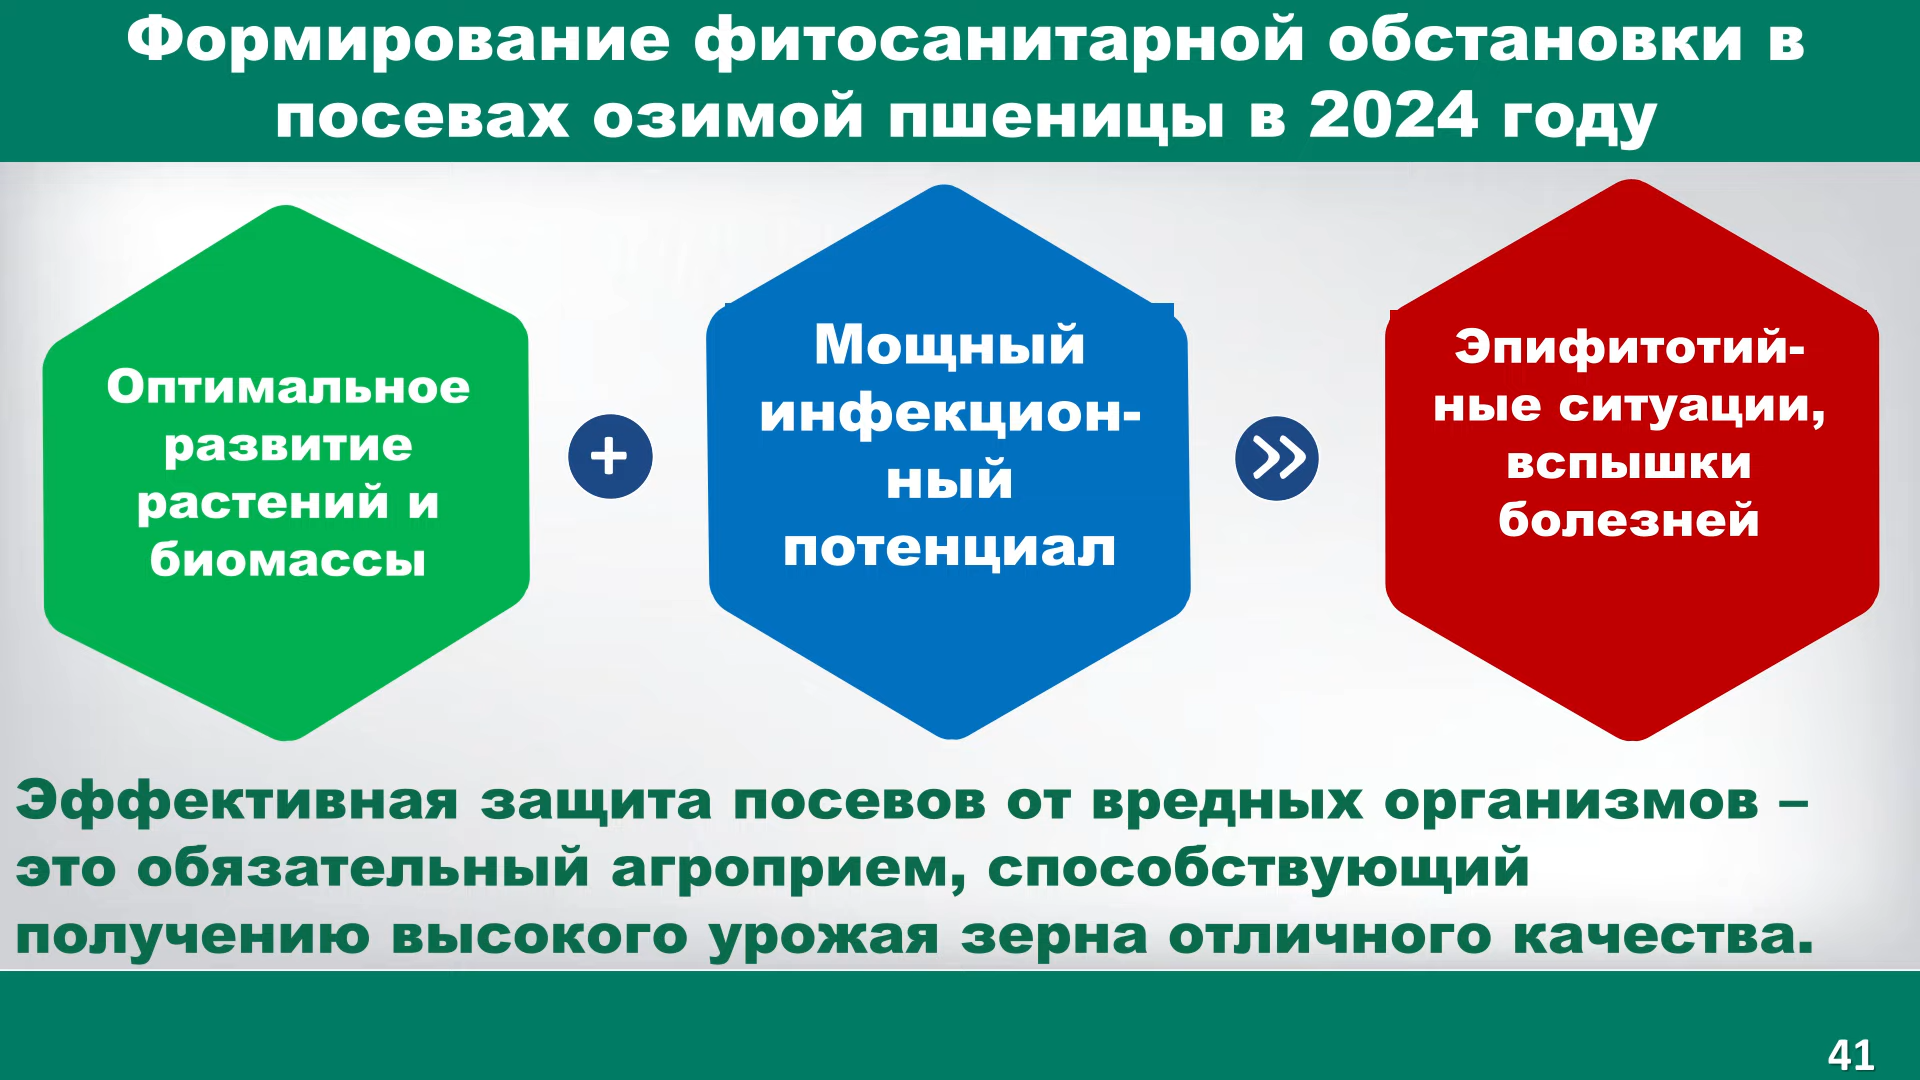 Формирование фитосанитарной обстановки в
посевах озимой пшеницы в 2024 году
Оптимальное
развитие
растений и
биомассы
+
Мощный
инфекцион-
ный
потенциал
Эпифитотий-
ные ситуации,
вспышки
болезней
Эффективная защита посевов от вредных организмов –
это обязательный агроприем, способствующий
получению высокого урожая зерна отличного качества.
41